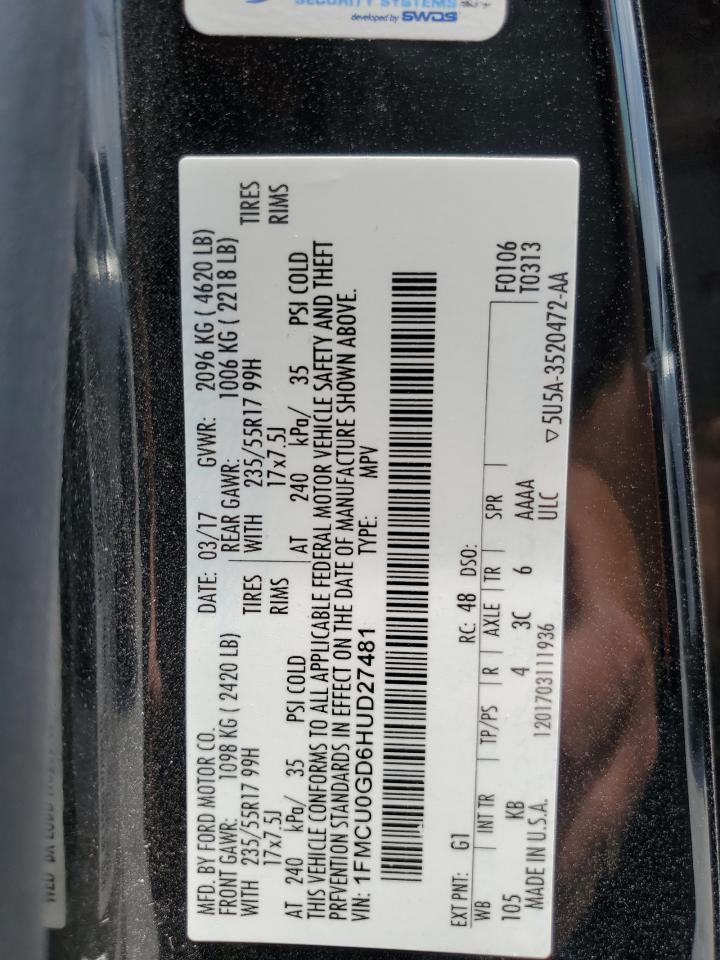 SECURITY SYSTEMS
developed by SWDS
MFD. BY FORD MOTOR CO.
DATE: 03/17 GVWR: 2096 KG ( 4620 LB)
FRONT GAWR: 1098 KG ( 2420 LB)
REAR GAWR: 1006 KG ( 2218 LB)
WITH 235/55R17 99H TIRES
WITH 235/55R17 99H TIRES
17x7.5J RIMS
17x7.5J RIMS
AT 240 kPa/ 35 PSI COLD
AT 240 kPa/ 35 PSI COLD
THIS VEHICLE CONFORMS TO ALL APPLICABLE FEDERAL MOTOR VEHICLE SAFETY AND THEFT
PREVENTION STANDARDS IN EFFECT ON THE DATE OF MANUFACTURE SHOWN ABOVE.
VIN: 1FMCU0GD6HUD27481 TYPE: MPV
EXT PNT: G1 RC: 48 DSO: F0106
WB INT TR TP/PS R AXLE TR SPR T0313
105 KB 4 3C 6 AAAA
MADE IN U.S.A. 1201703111936 ULC ▽5U5A-3520472-AA